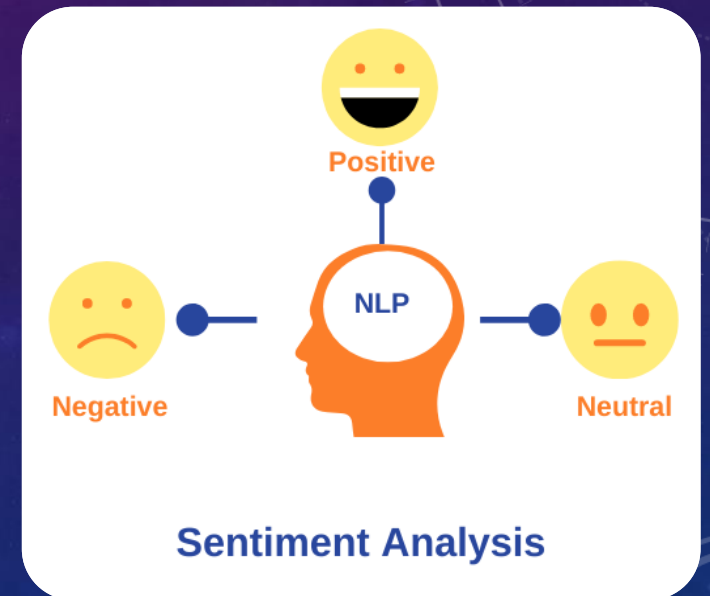 Positive
NLP
Negative
Neutral
Sentiment Analysis